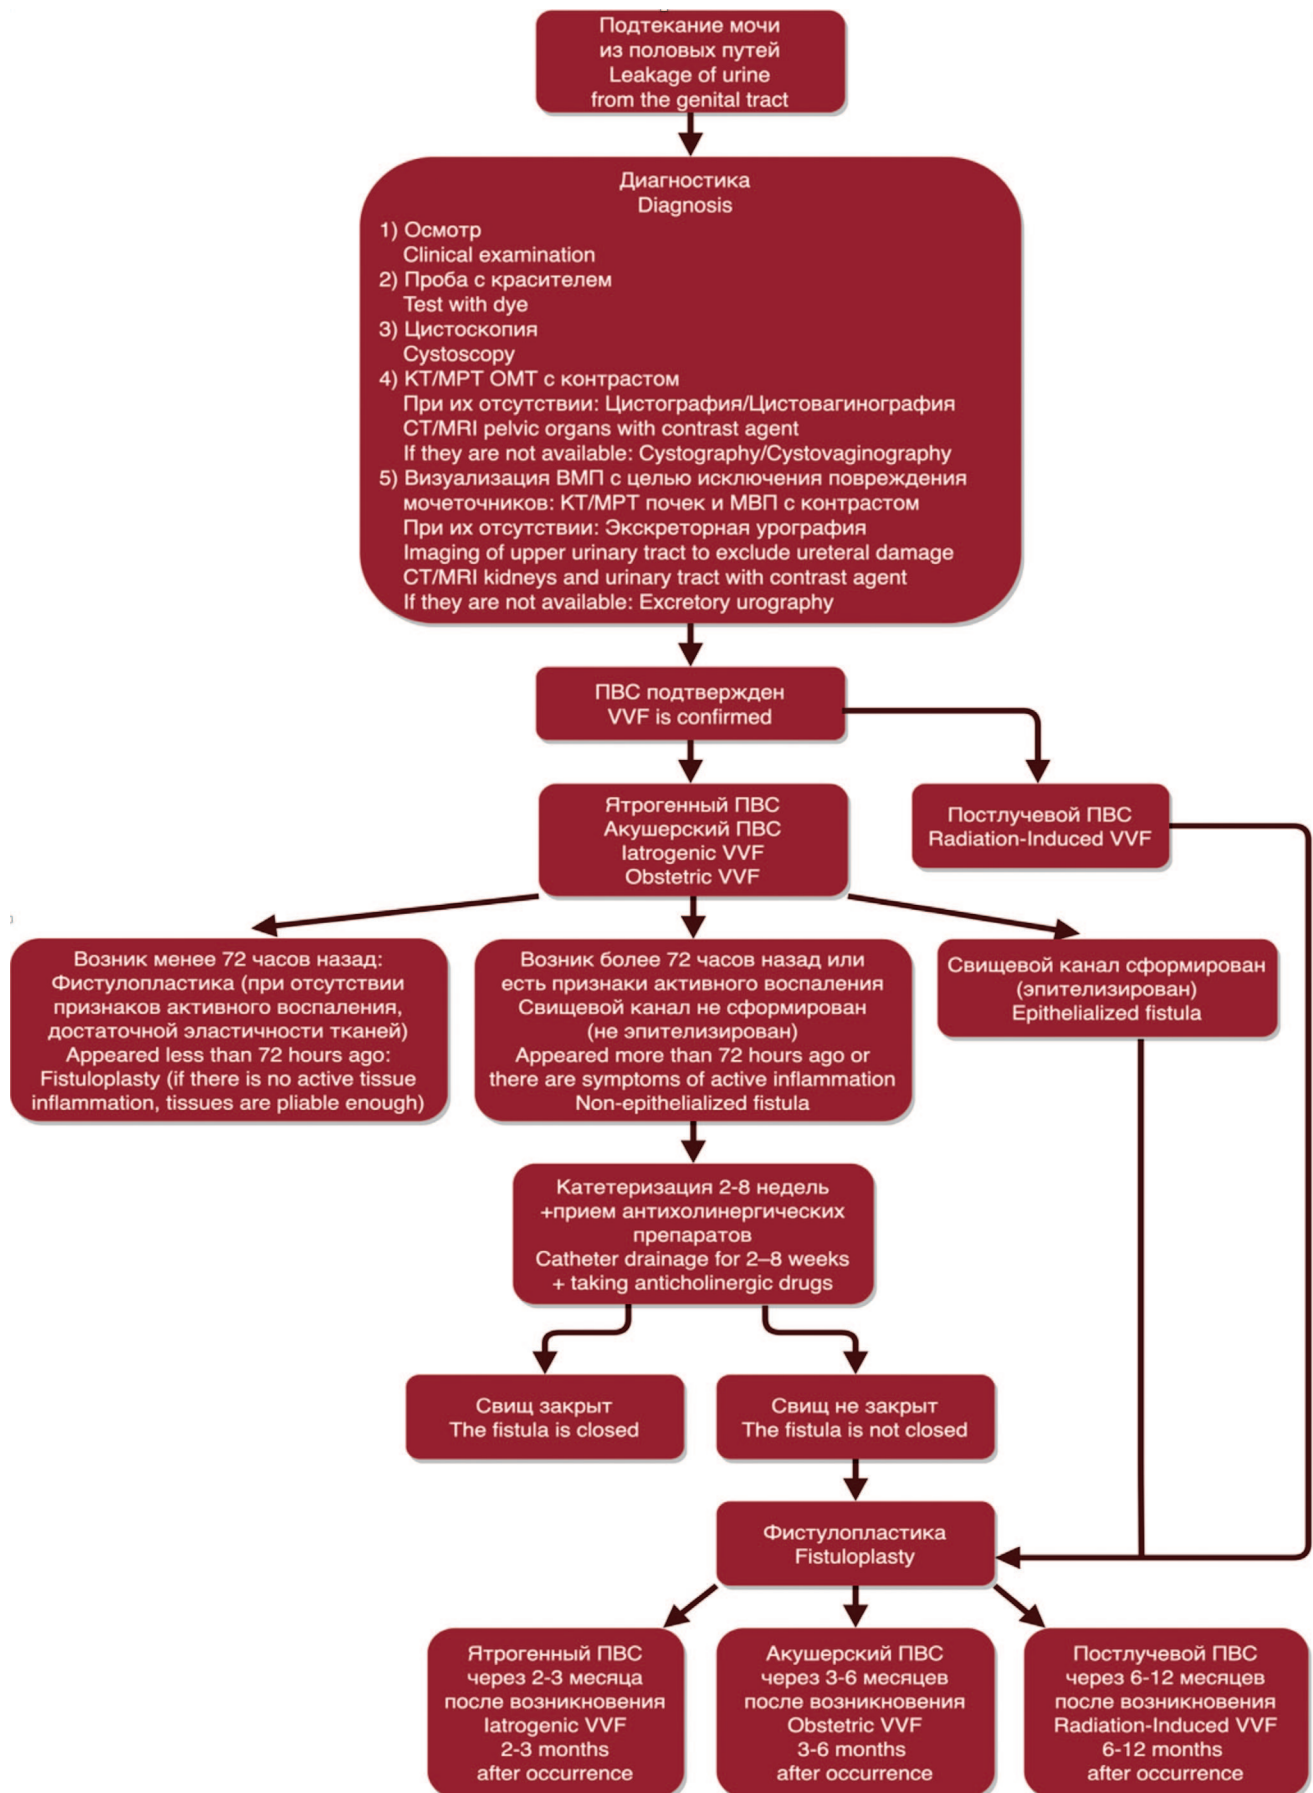 Подтекание мочи
из половых путей
Leakage of urine
from the genital tract
Диагностика
Diagnosis
1) Осмотр
Clinical examination
2) Проба с красителем
Test with dye
3) Цистоскопия
Cystoscopy
4) КТ/МРТ ОМТ с контрастом
При их отсутствии: Цистография/Цистовагинография
CT/MRI pelvic organs with contrast agent
If they are not available: Cystography/Cystovaginography
5) Визуализация ВМП с целью исключения повреждения
мочеточников: КТ/МРТ почек и МВП с контрастом
При их отсутствии: Экскреторная урография
Imaging of upper urinary tract to exclude ureteral damage
CT/MRI kidneys and urinary tract with contrast agent
If they are not available: Excretory urography
ПВС подтвержден
VVF is confirmed
Ятрогенный ПВС
Акушерский ПВС
Iatrogenic VVF
Obstetric VVF
Постлучевой ПВС
Radiation-Induced VVF
Возник менее 72 часов назад:
Фистулопластика (при отсутствии
признаков активного воспаления,
достаточной эластичности тканей)
Appeared less than 72 hours ago:
Fistuloplasty (if there is no active tissue
inflammation, tissues are pliable enough)
Возник более 72 часов назад или
есть признаки активного воспаления
Свищевой канал не сформирован
(не эпителизирован)
Appeared more than 72 hours ago or
there are symptoms of active inflammation
Non-epithelialized fistula
Свищевой канал сформирован
(эпителизирован)
Epithelialized fistula
Катетеризация 2-8 недель
+прием антихолинергических
препаратов
Catheter drainage for 2–8 weeks
+ taking anticholinergic drugs
Свищ закрыт
The fistula is closed
Свищ не закрыт
The fistula is not closed
Фистулопластика
Fistuloplasty
Ятрогенный ПВС
через 2-3 месяца
после возникновения
Iatrogenic VVF
2-3 months
after occurrence
Акушерский ПВС
через 3-6 месяцев
после возникновения
Obstetric VVF
3-6 months
after occurrence
Постлучевой ПВС
через 6-12 месяцев
после возникновения
Radiation-Induced VVF
6-12 months
after occurrence